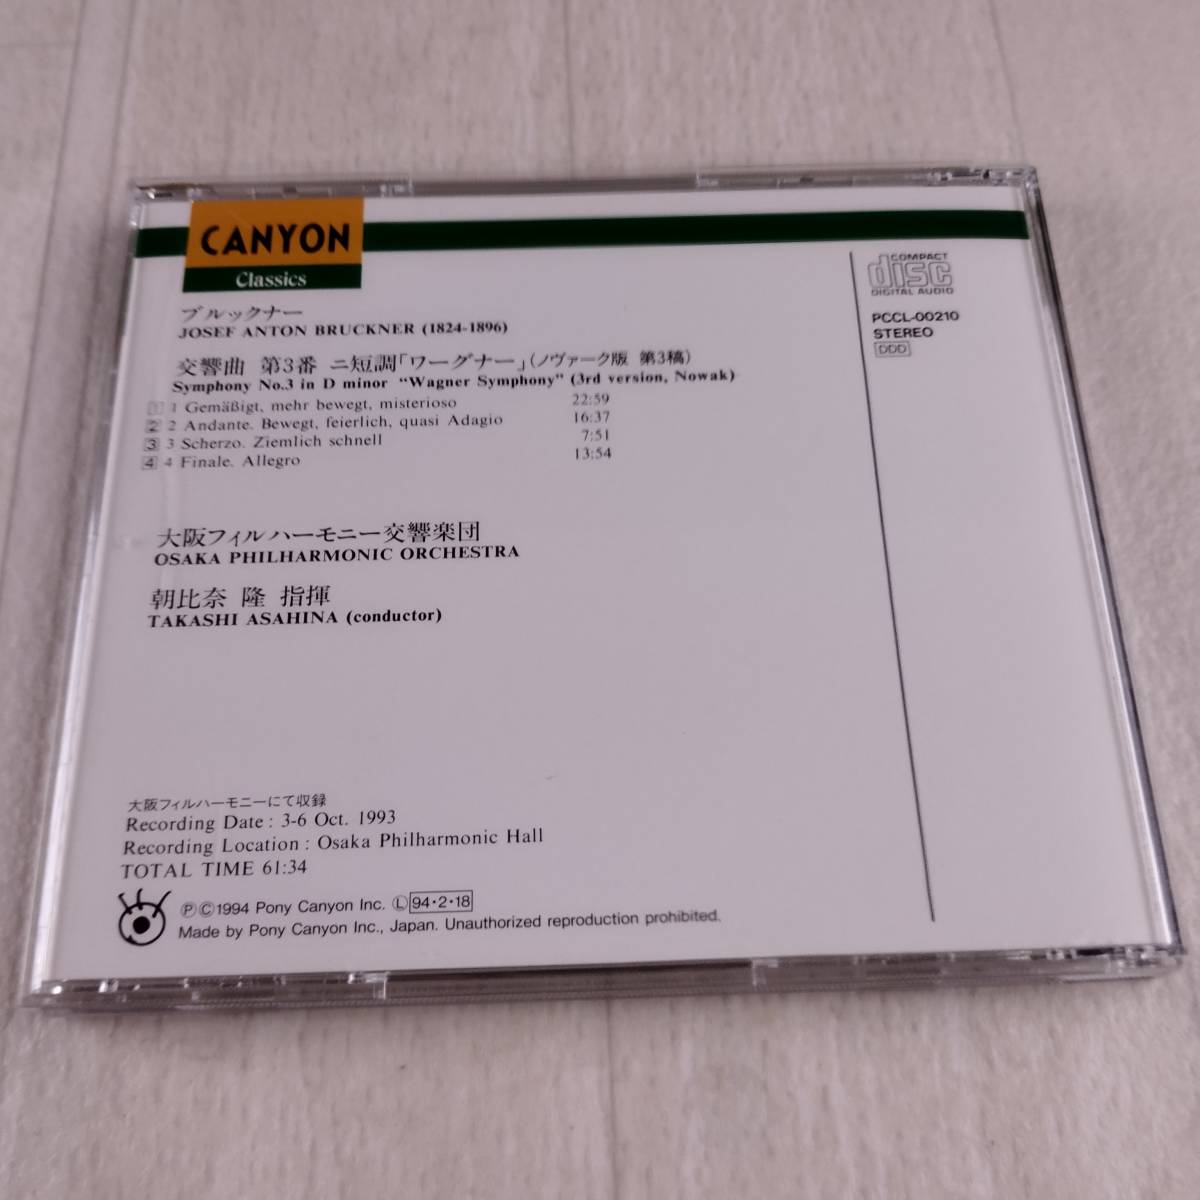 CANYON
Classics
COMPACT
disc
DIGITAL AUDIO
PCCL-00210
STEREO
DDD
ブルックナー
JOSEF ANTON BRUCKNER (1824-1896)
交響曲 第3番 ニ短調「ワーグナー」(ノヴァーク版 第3稿)
Symphony No.3 in D minor "Wagner Symphony" (3rd version, Nowak)
1 1 Gemäßigt, mehr bewegt, misterioso 22:59
2 2 Andante. Bewegt, feierlich, quasi Adagio 16:37
3 3 Scherzo. Ziemlich schnell 7:51
4 4 Finale. Allegro 13:54
大阪フィルハーモニー交響楽団
OSAKA PHILHARMONIC ORCHESTRA
朝比奈 隆 指揮
TAKASHI ASAHINA (conductor)
大阪フィルハーモニーにて収録
Recording Date : 3-6 Oct. 1993
Recording Location : Osaka Philharmonic Hall
TOTAL TIME 61:34
Ⓟ©1994 Pony Canyon Inc. Ⓛ94・2・18
Made by Pony Canyon Inc., Japan. Unauthorized reproduction prohibited.